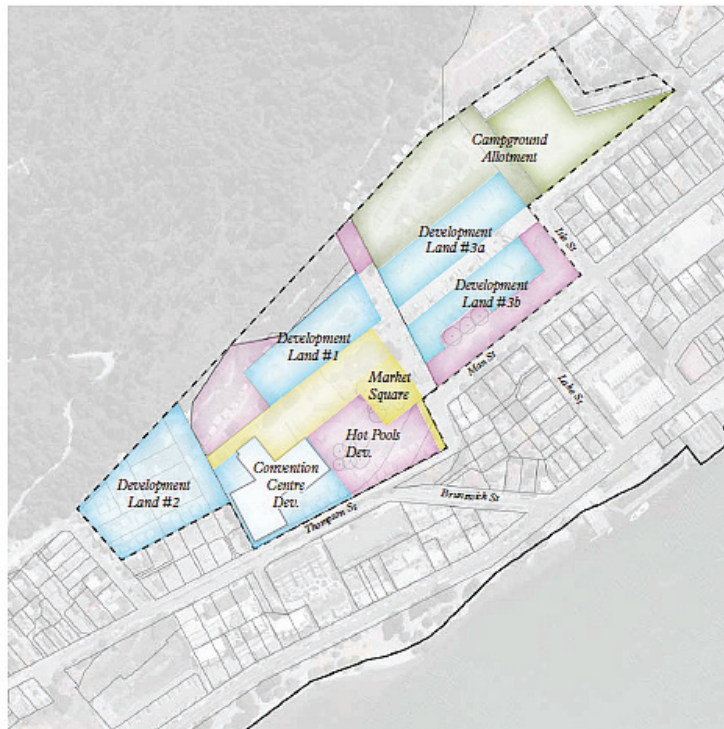 Campground
Allotment
Development
Land #3a
Isle St
Development
Land #3b
Development
Land #1
Man St
Market
Square
Lake St
Hot Pools
Dev.
Convention
Centre
Dev.
Development
Land #2
Brunswick St
Thompson St